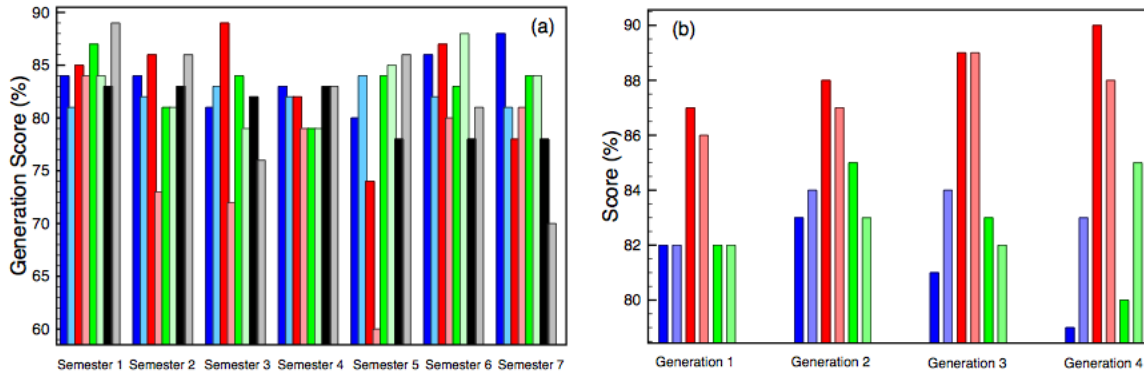 (a)
Generation Score (%)
90
85
80
75
70
65
60
Semester 1 Semester 2 Semester 3 Semester 4 Semester 5 Semester 6 Semester 7
(b)
Score (%)
90
88
86
84
82
80
Generation 1 Generation 2 Generation 3 Generation 4